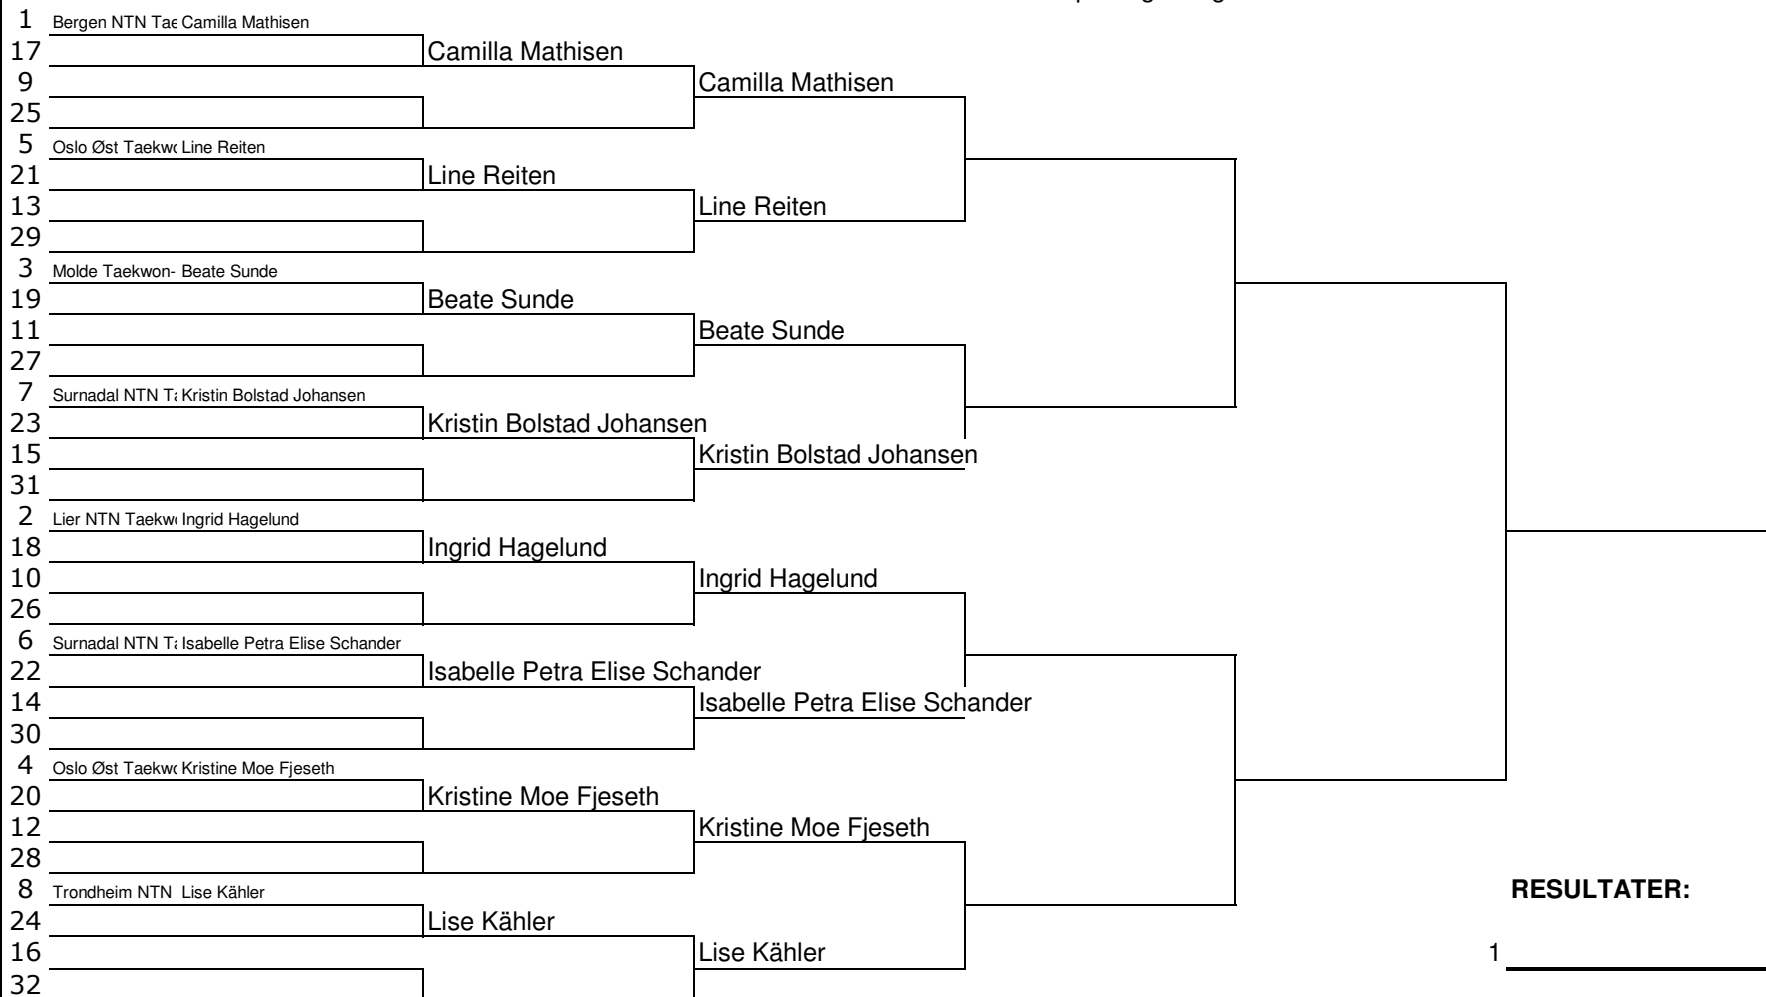 1 Bergen NTN Tae Camilla Mathisen
17 Camilla Mathisen
9 Camilla Mathisen
25
5 Oslo Øst Taekwo Line Reiten
21 Line Reiten
13 Line Reiten
29
3 Molde Taekwon- Beate Sunde
19 Beate Sunde
11 Beate Sunde
27
7 Surnadal NTN Ta Kristin Bolstad Johansen
23 Kristin Bolstad Johansen
15 Kristin Bolstad Johansen
31
2 Lier NTN Taekwo Ingrid Hagelund
18 Ingrid Hagelund
10 Ingrid Hagelund
26
6 Surnadal NTN Ta Isabelle Petra Elise Schander
22 Isabelle Petra Elise Schander
14 Isabelle Petra Elise Schander
30
4 Oslo Øst Taekwo Kristine Moe Fjeseth
20 Kristine Moe Fjeseth
12 Kristine Moe Fjeseth
28
8 Trondheim NTN Lise Kähler
RESULTATER:
24 Lise Kähler
16 Lise Kähler
1
32